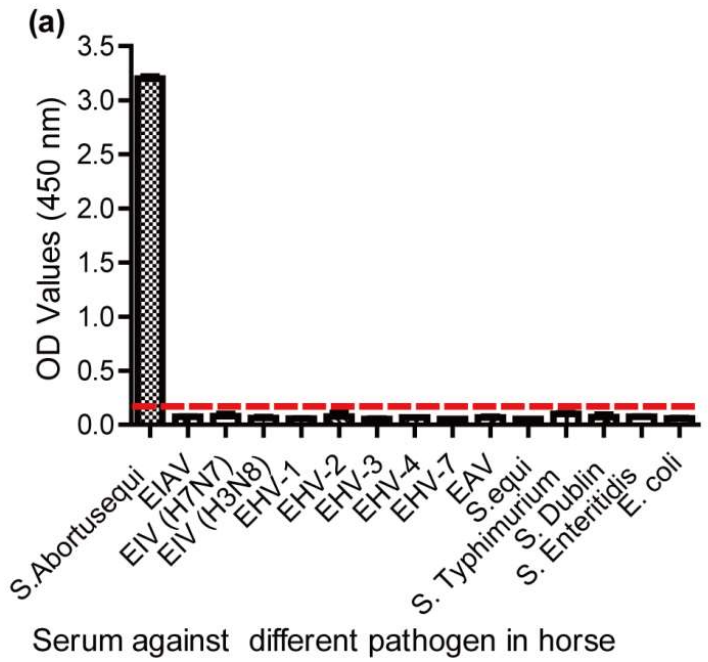 (a)
OD Values (450 nm)
3.5
3.0
2.5
2.0
1.5
1.0
0.5
0.0
S.Abortusequi
EIAV
EIV (H7N7)
EIV (H3N8)
EHV-1
EHV-2
EHV-3
EHV-4
EHV-7
EAV
S.equi
S. Typhimurium
S. Dublin
S. Enteritidis
E. coli
Serum against different pathogen in horse